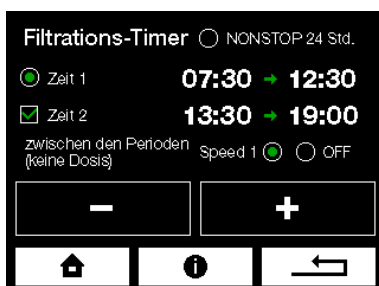 Filtrations-Timer NONSTOP 24 Std.
Zeit 1 07:30 → 12:30
Zeit 2 13:30 → 19:00
zwischen den Perioden Speed 1 OFF
(keine Dosis)